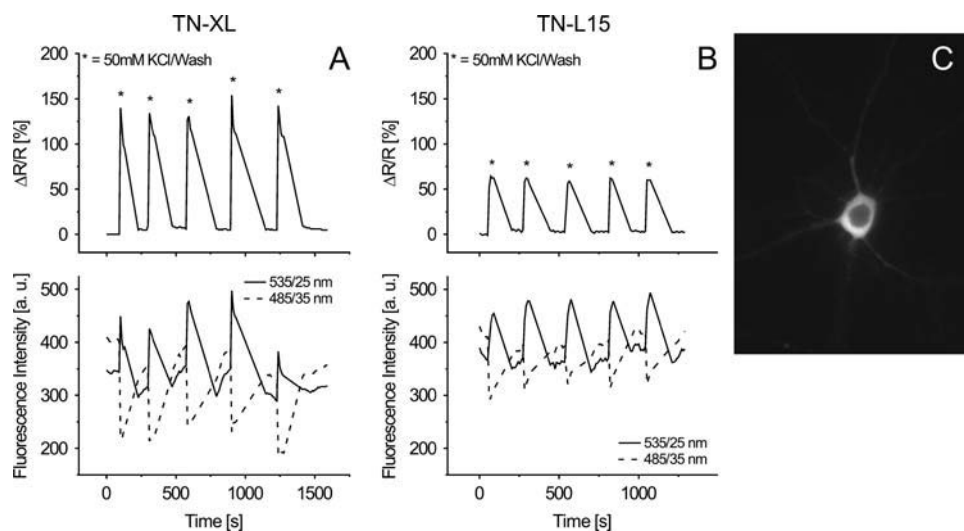 TN-XL
TN-L15
200
* = 50mM KCl/Wash
A
150
100
50
0
ΔR/R [%]
*
*
*
*
*
200
* = 50mM KCl/Wash
B
150
100
50
0
ΔR/R [%]
*
*
*
*
*
C
500
400
300
200
Fluorescence Intensity [a. u.]
535/25 nm
485/35 nm
0
500
1000
1500
Time [s]
500
400
300
200
Fluorescence Intensity [a. u.]
535/25 nm
485/35 nm
0
500
1000
Time [s]